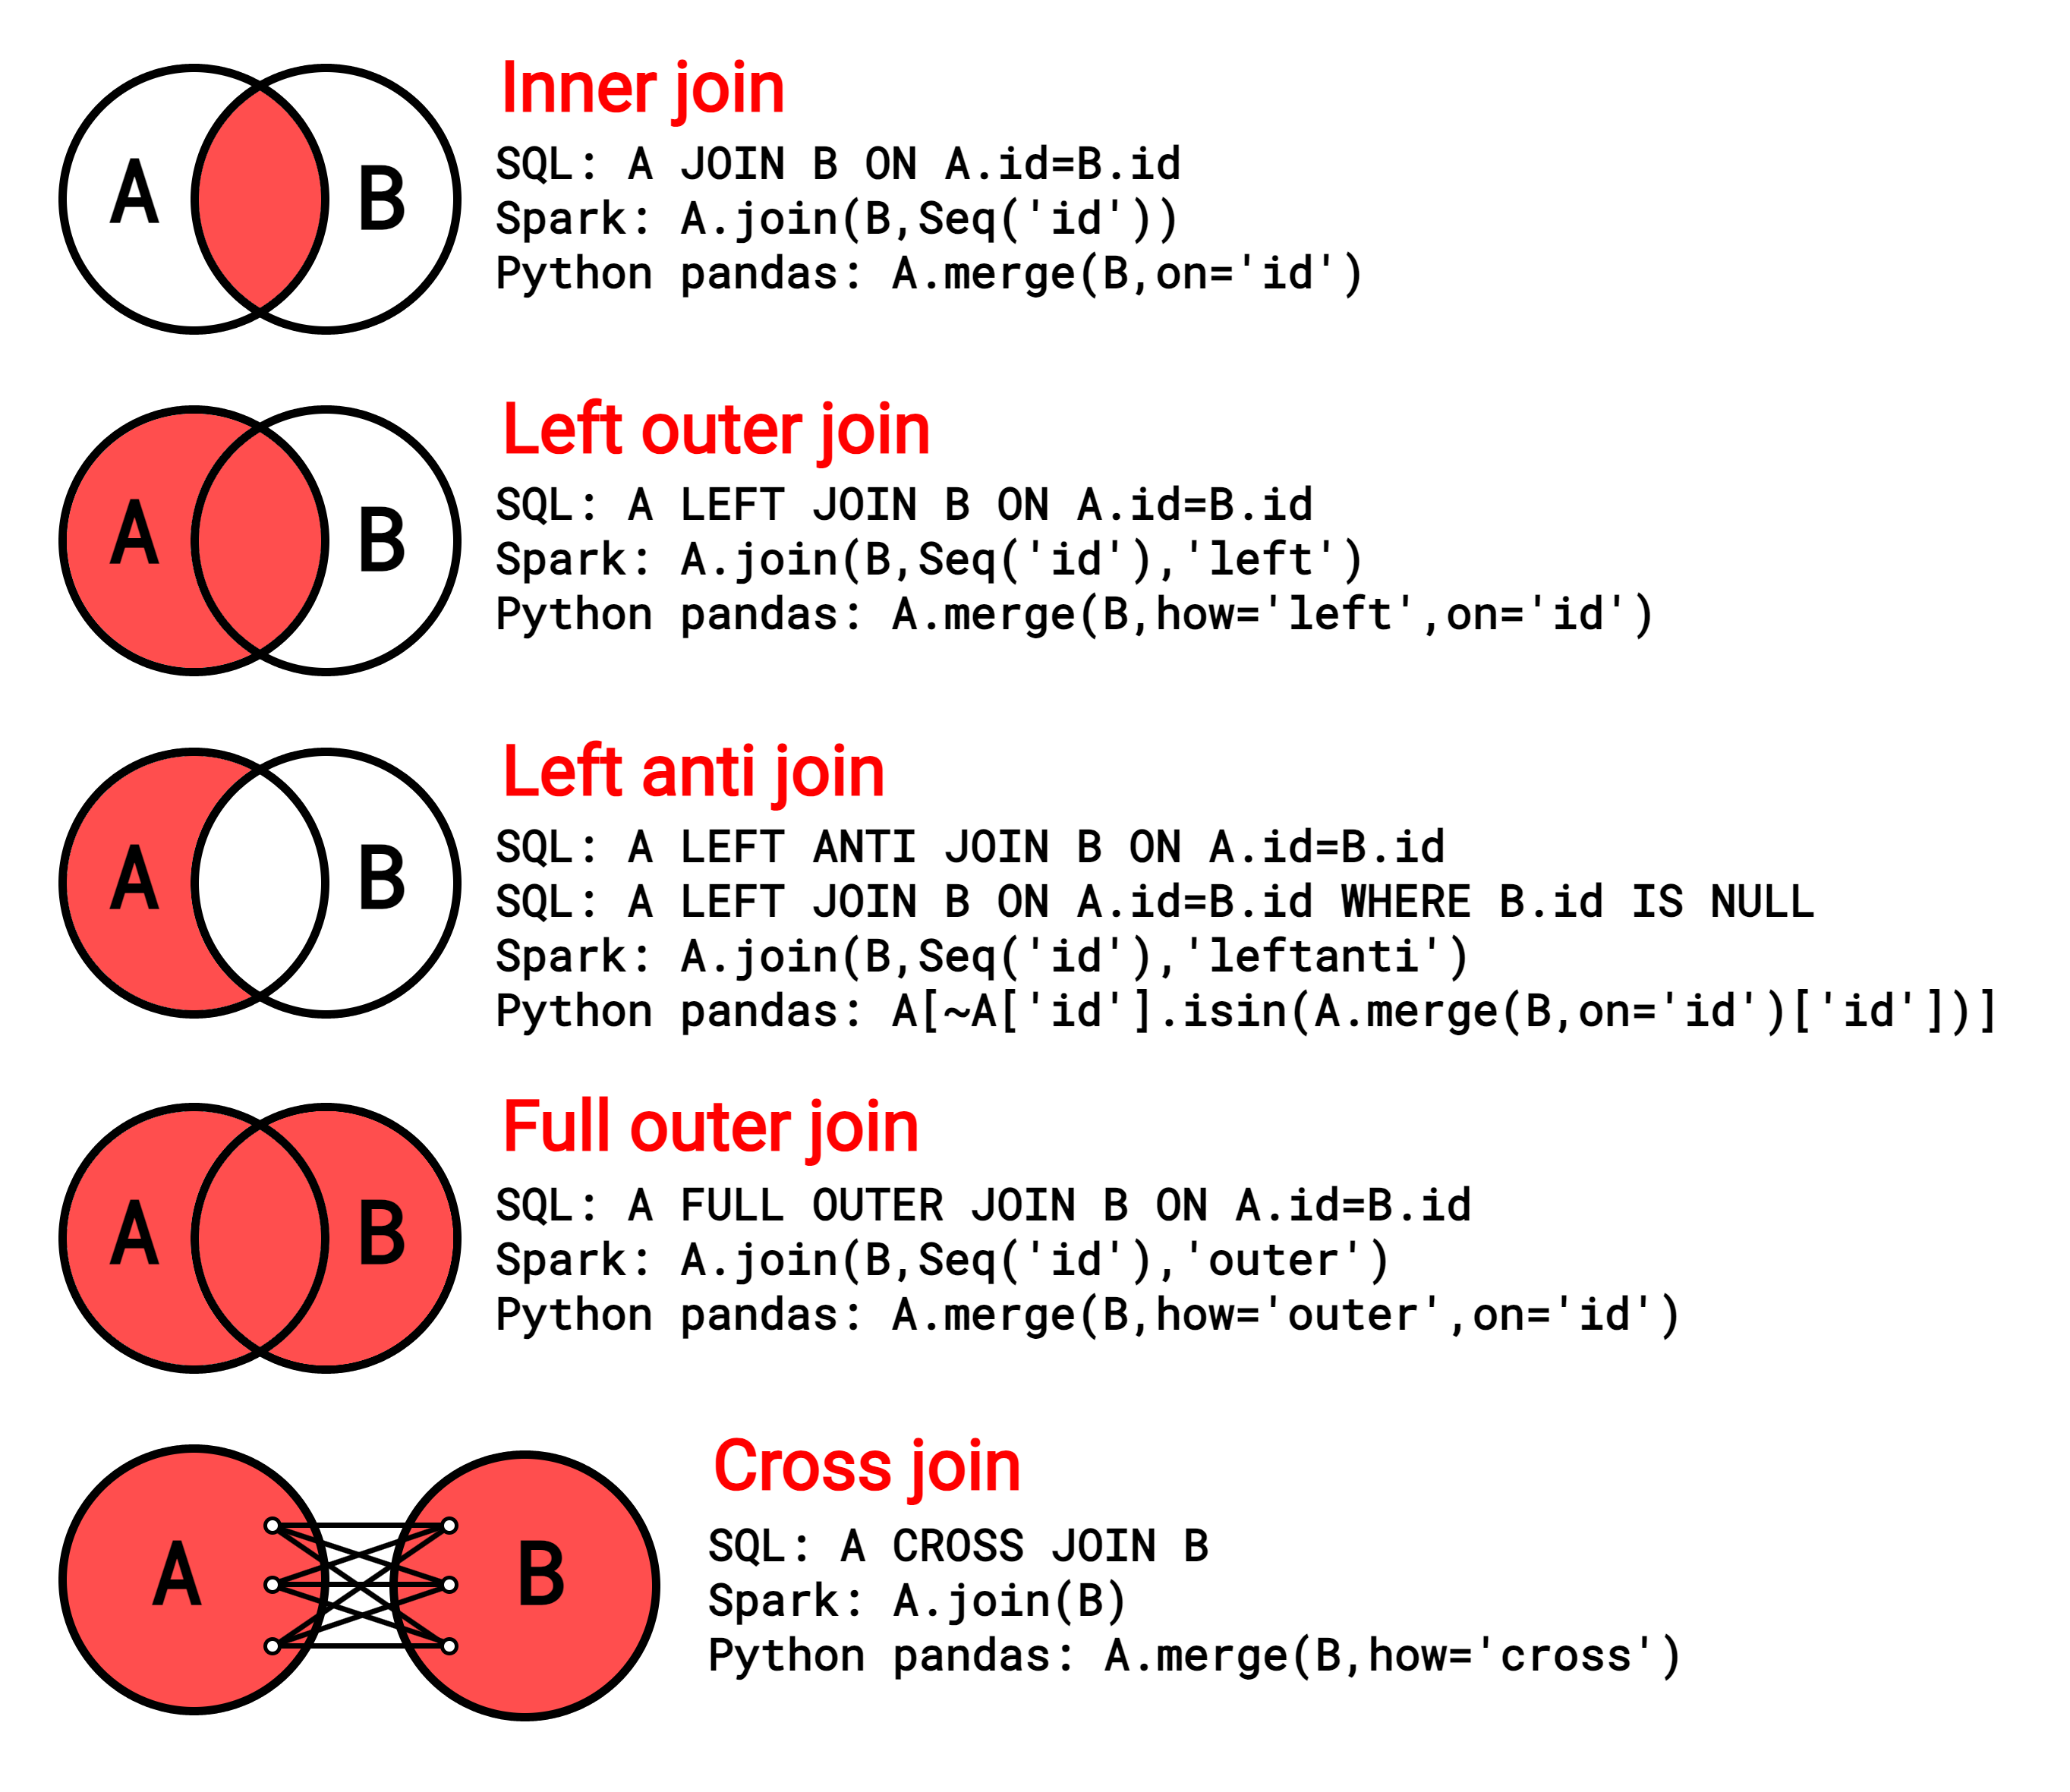 Inner join
A B
SQL: A JOIN B ON A.id=B.id
Spark: A.join(B,Seq('id'))
Python pandas: A.merge(B,on='id')
Left outer join
A B
SQL: A LEFT JOIN B ON A.id=B.id
Spark: A.join(B,Seq('id'),'left')
Python pandas: A.merge(B,how='left',on='id')
Left anti join
A B
SQL: A LEFT ANTI JOIN B ON A.id=B.id
SQL: A LEFT JOIN B ON A.id=B.id WHERE B.id IS NULL
Spark: A.join(B,Seq('id'),'leftanti')
Python pandas: A[~A['id'].isin(A.merge(B,on='id')['id'])]
Full outer join
A B
SQL: A FULL OUTER JOIN B ON A.id=B.id
Spark: A.join(B,Seq('id'),'outer')
Python pandas: A.merge(B,how='outer',on='id')
Cross join
A B
SQL: A CROSS JOIN B
Spark: A.join(B)
Python pandas: A.merge(B,how='cross')